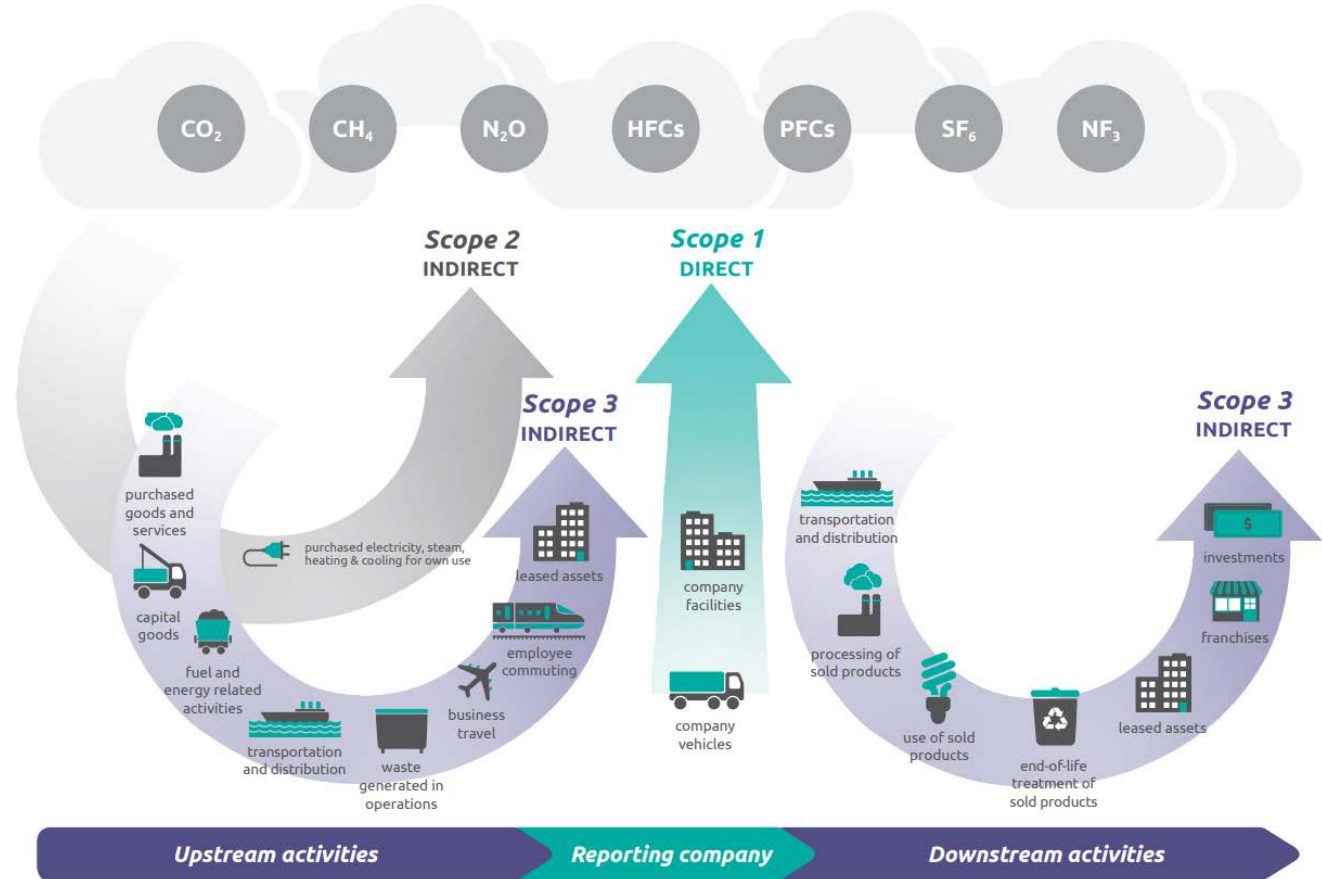 CO₂
CH₄
N₂O
HFCs
PFCs
SF₆
NF₃
Scope 2
INDIRECT
Scope 1
DIRECT
Scope 3
INDIRECT
Scope 3
INDIRECT
purchased
goods and
services
capital
goods
fuel and
energy related
activities
purchased electricity, steam,
heating & cooling for own use
transportation
and distribution
waste
generated in
operations
business
travel
employee
commuting
leased assets
company
facilities
company
vehicles
transportation
and distribution
processing of
sold products
use of sold
products
end-of-life
treatment of
sold products
leased assets
franchises
$
investments
Upstream activities
Reporting company
Downstream activities